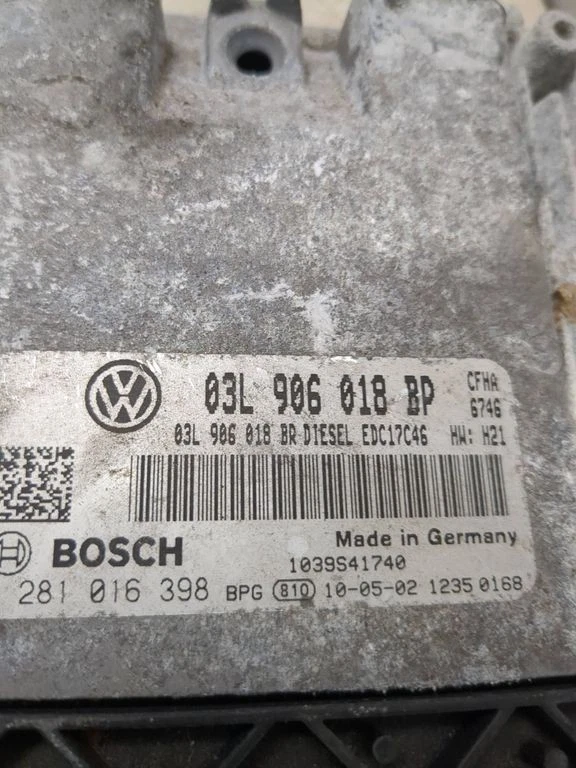 03L 906 018 BP CFHA
6746
03L 906 018 BR DIESEL EDC17C46 HW: H21
BOSCH
Made in Germany
1039S41740
281 016 398 BPG 810 10-05-02 1235 0168